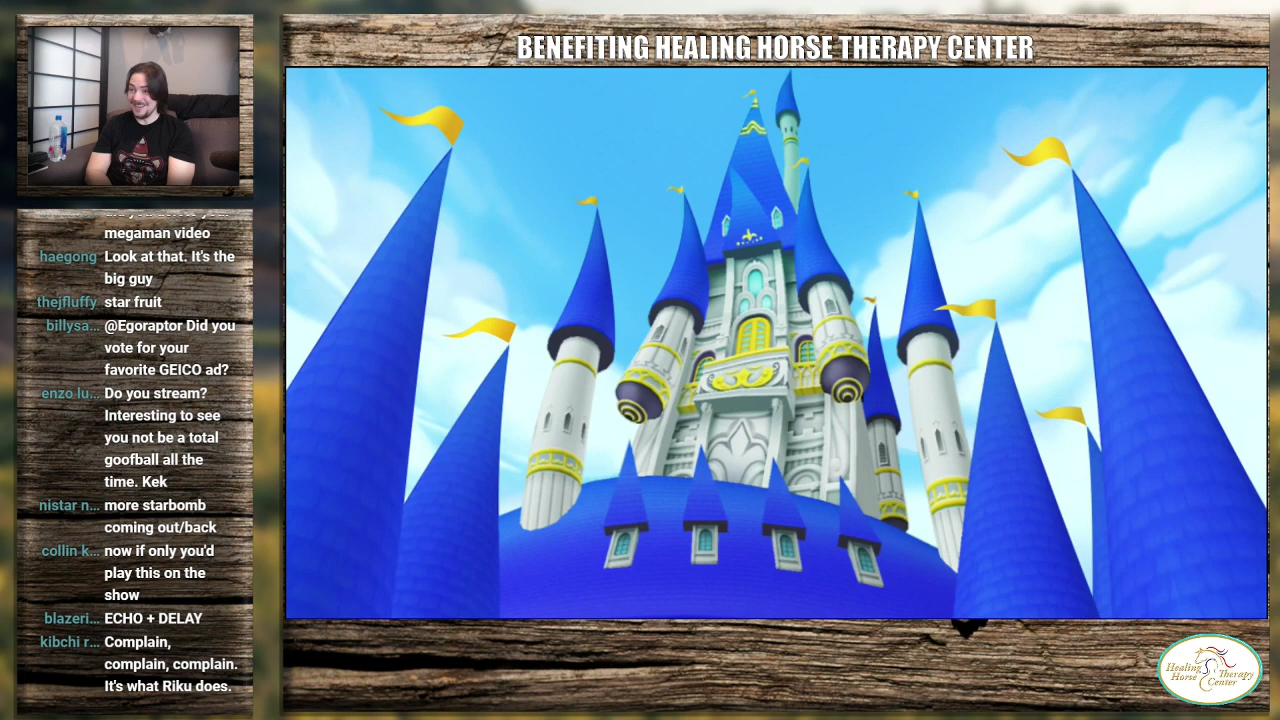 BENEFITING HEALING HORSE THERAPY CENTER
megaman video
haegong Look at that. It's the
big guy
thejfluffy star fruit
billysa... @Egoraptor Did you
vote for your
favorite GEICO ad?
enzo lu... Do you stream?
Interesting to see
you not be a total
goofball all the
time. Kek
nistar n... more starbomb
coming out/back
collin k... now if only you'd
play this on the
show
blazeri... ECHO + DELAY
kibchi r... Complain,
complain, complain.
It's what Riku does.
Healing
Horse Therapy
Center